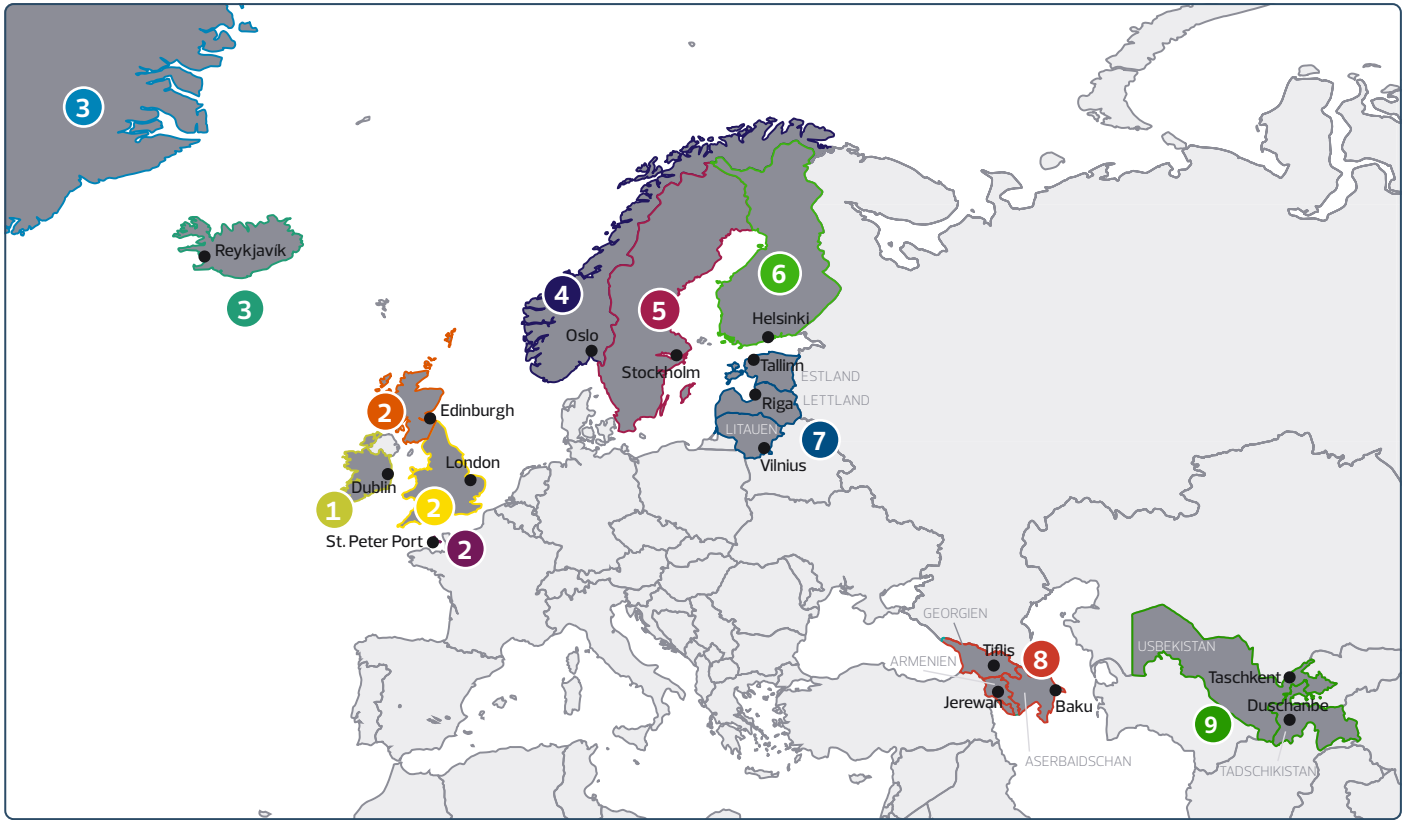 3
Reykjavík
3
4
5
6
Oslo
Helsinki
Stockholm
Tallinn
ESTLAND
Riga
LETTLAND
LITAUEN
7
Vilnius
2
Edinburgh
London
Dublin
1
2
St. Peter Port
2
GEORGIEN
Tiflis
8
ARMENIEN
Jerewan
Baku
ASERBAIDSCHAN
USBEKISTAN
Taschkent
Duschanbe
9
TADSCHIKISTAN